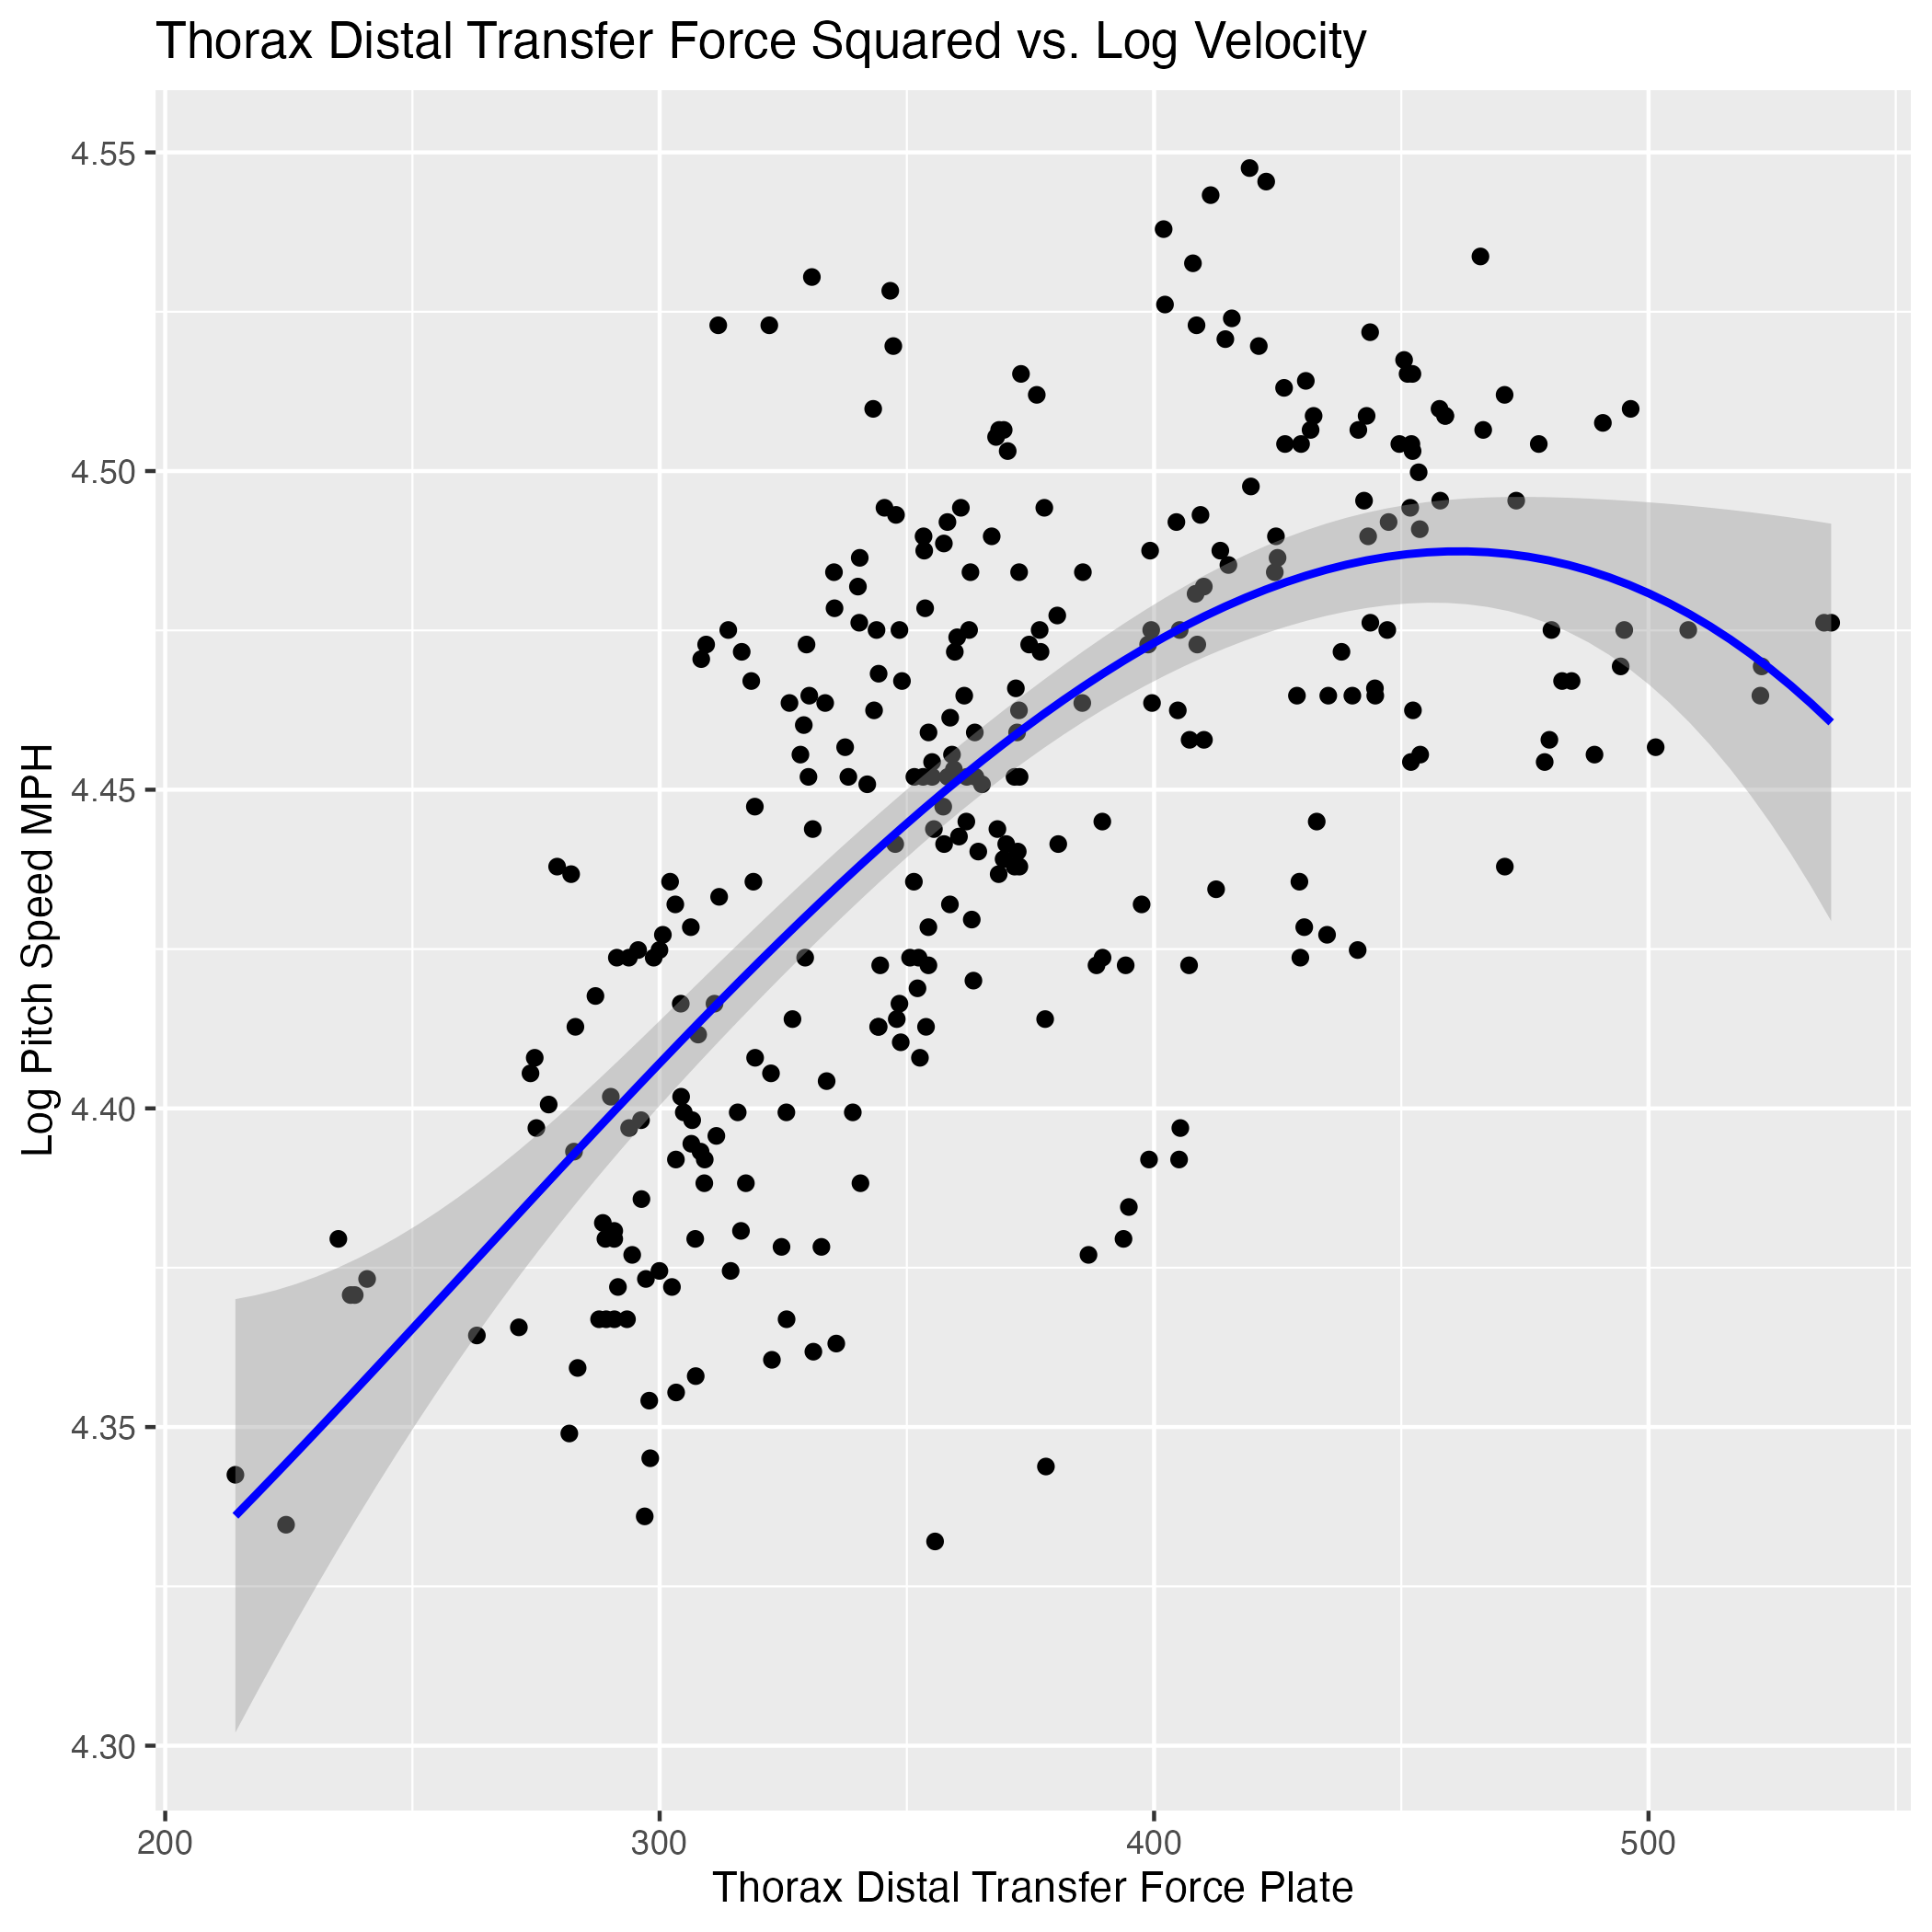 Thorax Distal Transfer Force Squared vs. Log Velocity
4.55
4.50
4.45
4.40
4.35
4.30
Log Pitch Speed MPH
200 300 400 500
Thorax Distal Transfer Force Plate